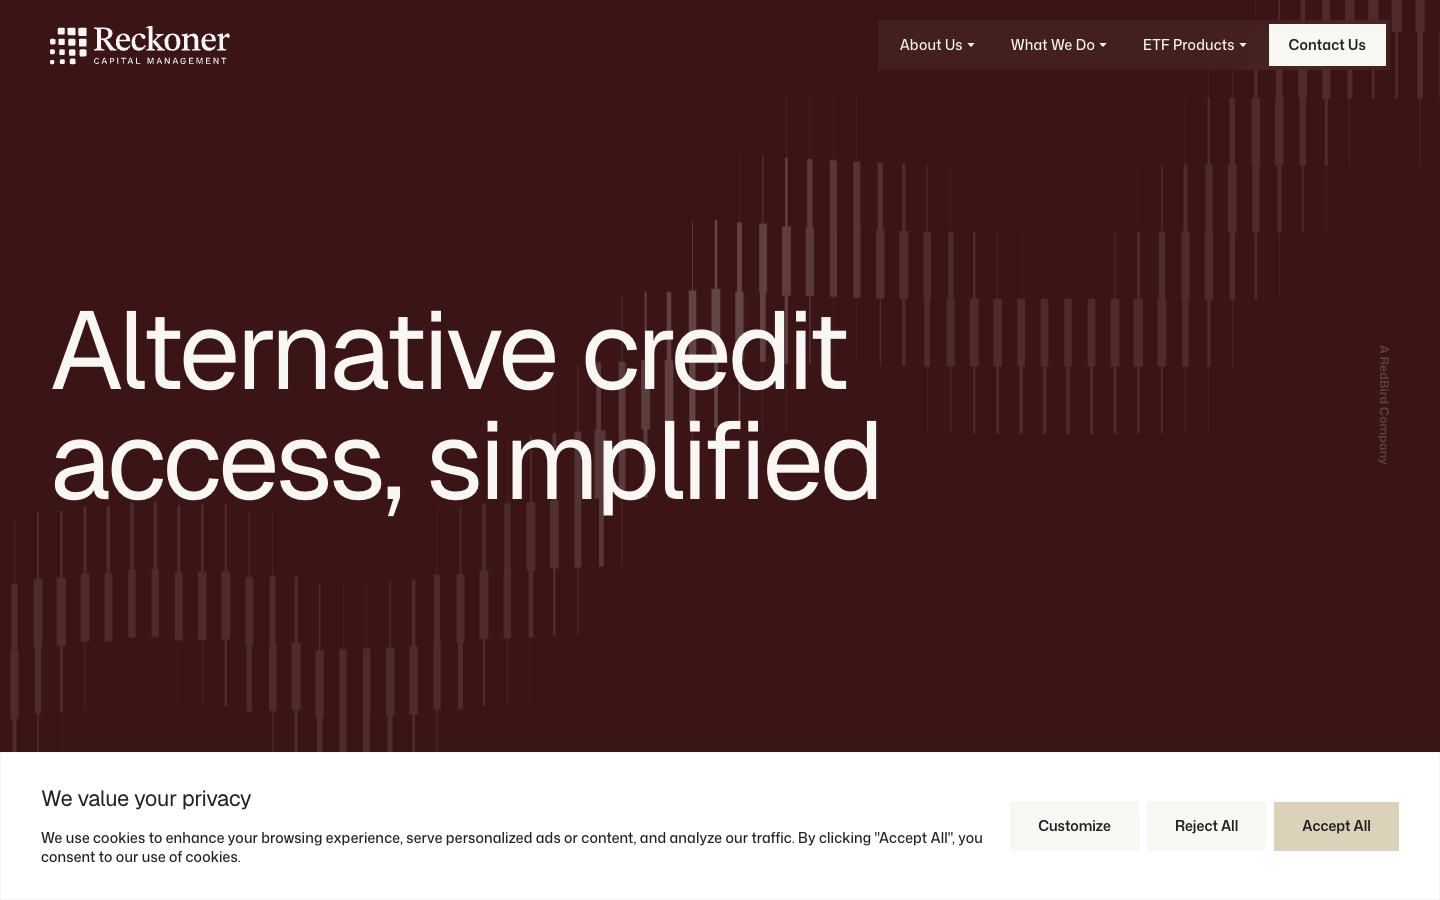 Reckoner
CAPITAL MANAGEMENT
About Us
What We Do
ETF Products
Contact Us
Alternative credit
access, simplified
A RedBird Company
We value your privacy
We use cookies to enhance your browsing experience, serve personalized ads or content, and analyze our traffic. By clicking "Accept All", you
consent to our use of cookies.
Customize
Reject All
Accept All